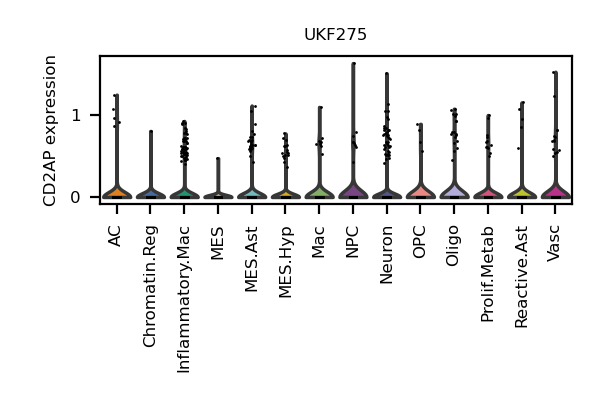 UKF275
CD2AP expression
1
0
AC
Chromatin.Reg
Inflammatory.Mac
MES
MES.Ast
MES.Hyp
Mac
NPC
Neuron
OPC
Oligo
Prolif.Metab
Reactive.Ast
Vasc